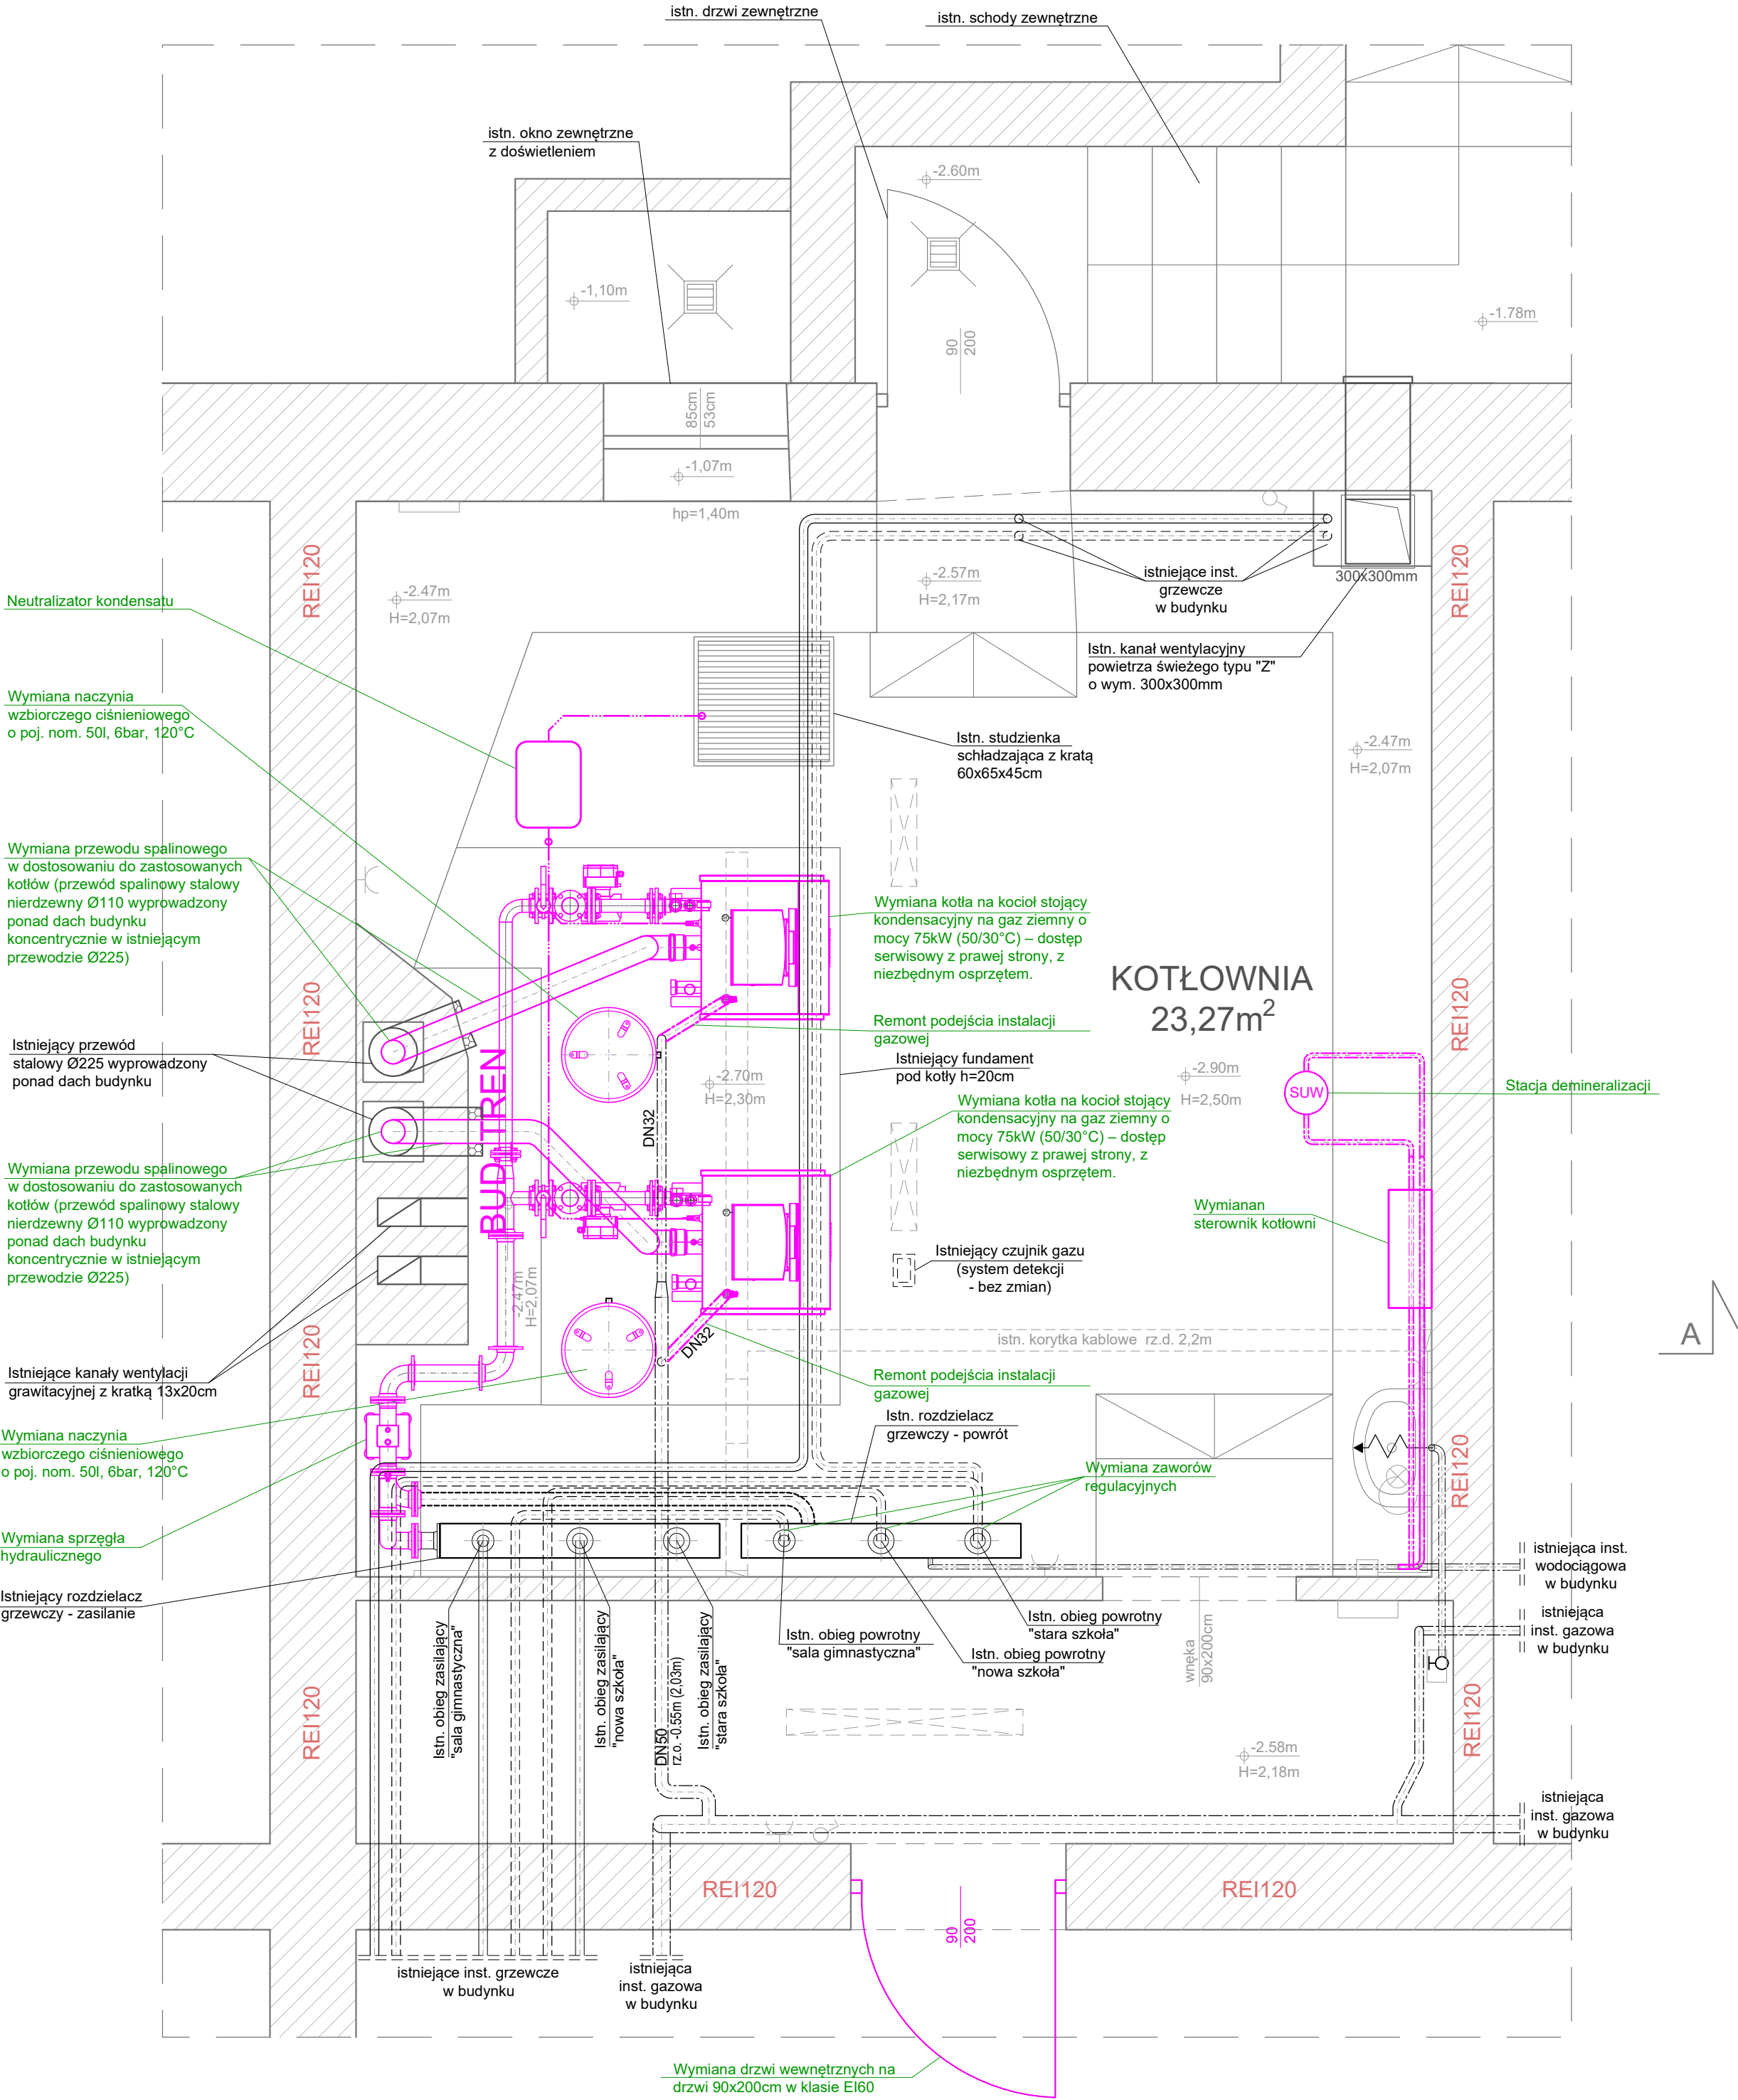 istn. drzwi zewnętrzne
istn. schody zewnętrzne
istn. okno zewnętrzne
z doświetleniem
-2.60m
-1,10m
-1.78m
90
200
85cm
53cm
-1,07m
hp=1,40m
REI120
REI120
-2.47m
H=2,07m
-2.57m
H=2,17m
istniejące inst.
grzewcze
w budynku
300x300mm
Neutralizator kondensatu
Istn. kanał wentylacyjny
powietrza świeżego typu "Z"
o wym. 300x300mm
Wymiana naczynia
wzbiorczego ciśnieniowego
o poj. nom. 50l, 6bar, 120°C
Istn. studzienka
schładzająca z kratą
60x65x45cm
-2.47m
H=2,07m
Wymiana przewodu spalinowego
w dostosowaniu do zastosowanych
kotłów (przewód spalinowy stalowy
nierdzewny Ø110 wyprowadzony
ponad dach budynku
koncentrycznie w istniejącym
przewodzie Ø225)
Wymiana kotła na kocioł stojący
kondensacyjny na gaz ziemny o
mocy 75kW (50/30°C) – dostęp
serwisowy z prawej strony, z
niezbędnym osprzętem.
KOTŁOWNIA
23,27m2
REI120
REI120
Remont podejścia instalacji
gazowej
Istniejący przewód
stalowy Ø225 wyprowadzony
ponad dach budynku
Istniejący fundament
pod kotły h=20cm
-2.70m
H=2,30m
-2.90m
H=2,50m
SUW
Stacja demineralizacji
BUD TREN
DN32
Wymiana kotła na kocioł stojący
kondensacyjny na gaz ziemny o
mocy 75kW (50/30°C) – dostęp
serwisowy z prawej strony, z
niezbędnym osprzętem.
Wymiana przewodu spalinowego
w dostosowaniu do zastosowanych
kotłów (przewód spalinowy stalowy
nierdzewny Ø110 wyprowadzony
ponad dach budynku
koncentrycznie w istniejącym
przewodzie Ø225)
Wymianan
sterownik kotłowni
Istniejący czujnik gazu
(system detekcji
- bez zmian)
-2.47m
H=2,07m
DN32
istn. korytka kablowe rz.d. 2,2m
A
REI120
Istniejące kanały wentylacji
grawitacyjnej z kratką 13x20cm
Remont podejścia instalacji
gazowej
Istn. rozdzielacz
grzewczy - powrót
Wymiana naczynia
wzbiorczego ciśnieniowego
o poj. nom. 50l, 6bar, 120°C
Wymiana zaworów
regulacyjnych
REI120
Wymiana sprzęgła
hydraulicznego
istniejąca inst.
wodociągowa
w budynku
Istniejący rozdzielacz
grzewczy - zasilanie
Istn. obieg zasilający
"sala gimnastyczna"
Istn. obieg zasilający
"nowa szkoła"
DN50
rz.o. -0.55m (2,03m)
Istn. obieg zasilający
"stara szkoła"
Istn. obieg powrotny
"sala gimnastyczna"
Istn. obieg powrotny
"nowa szkoła"
Istn. obieg powrotny
"stara szkoła"
wnęka
90x200cm
istniejąca
inst. gazowa
w budynku
REI120
REI120
-2.58m
H=2,18m
istniejąca
inst. gazowa
w budynku
REI120
REI120
90
200
istniejące inst. grzewcze
w budynku
istniejąca
inst. gazowa
w budynku
Wymiana drzwi wewnętrznych na
drzwi 90x200cm w klasie EI60